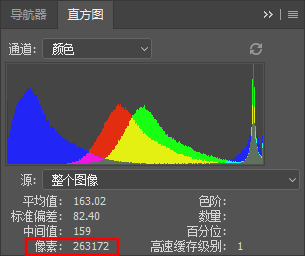 导航器 直方图
通道: 颜色
源: 整个图像
平均值: 163.02 色阶:
标准偏差: 82.40 数量:
中间值: 159 百分位:
像素: 263172 高速缓存级别: 1